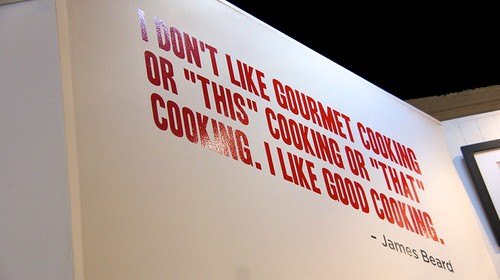 I DON'T LIKE GOURMET COOKING
OR "THIS" COOKING OR "THAT"
COOKING. I LIKE GOOD COOKING.
- James Beard